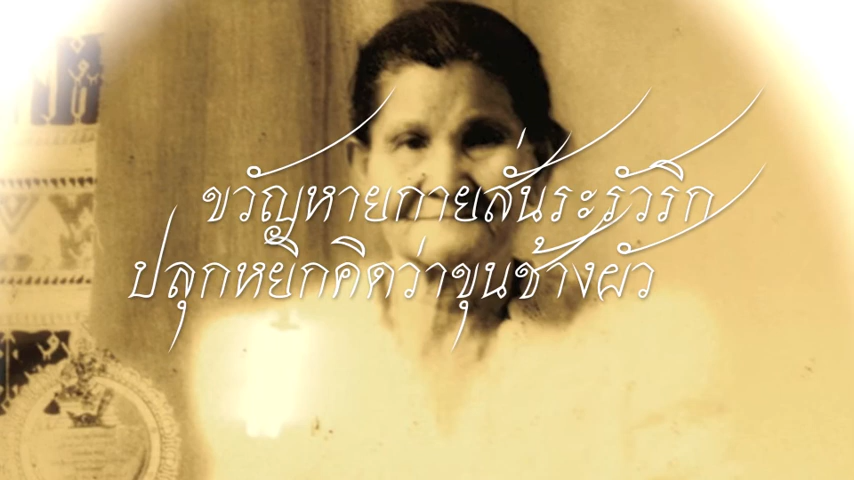 ขวัญหายกายสั่นระรัวริก
ปลุกหยิกคิดว่าขุนช้างผัว